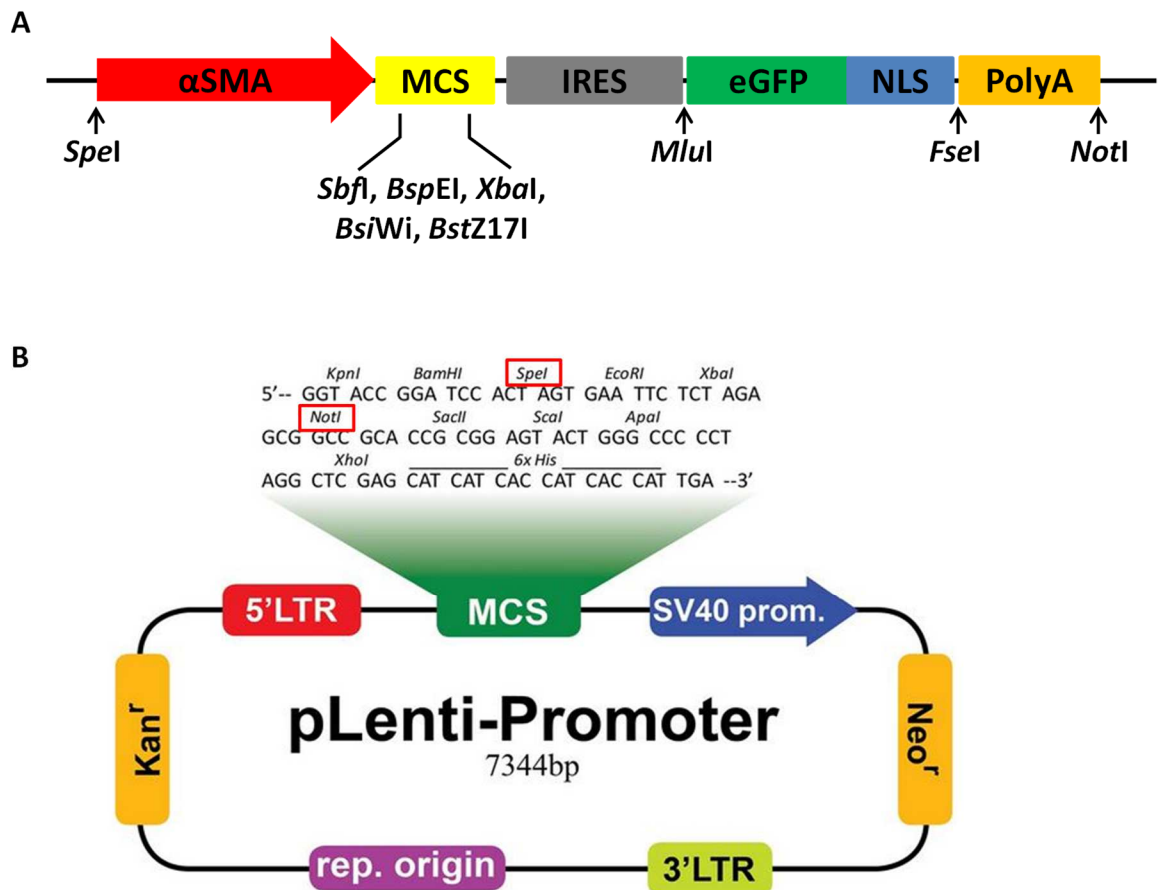 A
αSMA MCS IRES eGFP NLS PolyA
SpeI MluI FseI NotI
SbfI, BspEI, XbaI,
BsiWi, BstZ17I
B
KpnI BamHI SpeI EcoRI XbaI
5'-- GGT ACC GGA TCC ACT AGT GAA TTC TCT AGA
NotI SacII ScaI ApaI
GCG GCC GCA CCG CGG AGT ACT GGG CCC CCT
XhoI 6x His
AGG CTC GAG CAT CAT CAC CAT CAC CAT TGA --3'
5'LTR MCS SV40 prom.
Kanʳ pLenti-Promoter Neoʳ
7344bp
rep. origin 3'LTR